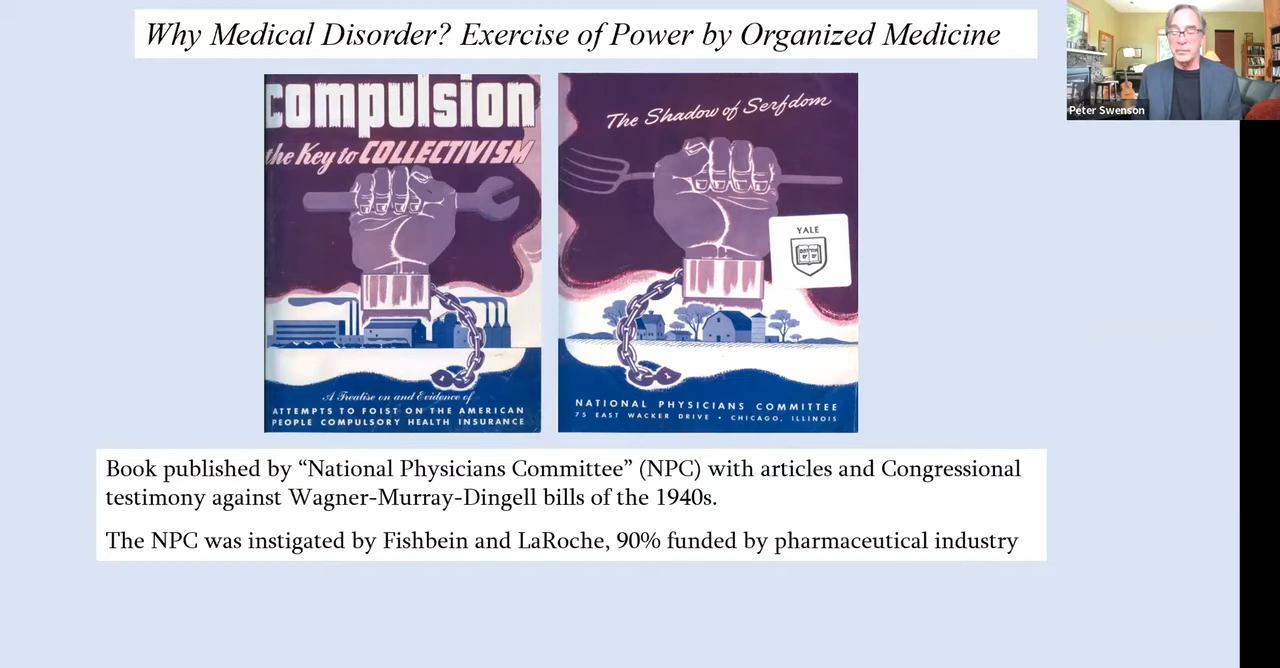 Why Medical Disorder? Exercise of Power by Organized Medicine
Peter Swenson
compulsion
the Key to COLLECTIVISM
A Treatise on and Evidence of
ATTEMPTS TO FOIST ON THE AMERICAN
PEOPLE COMPULSORY HEALTH INSURANCE
The Shadow of Serfdom
YALE
NATIONAL PHYSICIANS COMMITTEE
75 EAST WACKER DRIVE • CHICAGO, ILLINOIS
Book published by “National Physicians Committee” (NPC) with articles and Congressional
testimony against Wagner-Murray-Dingell bills of the 1940s.
The NPC was instigated by Fishbein and LaRoche, 90% funded by pharmaceutical industry